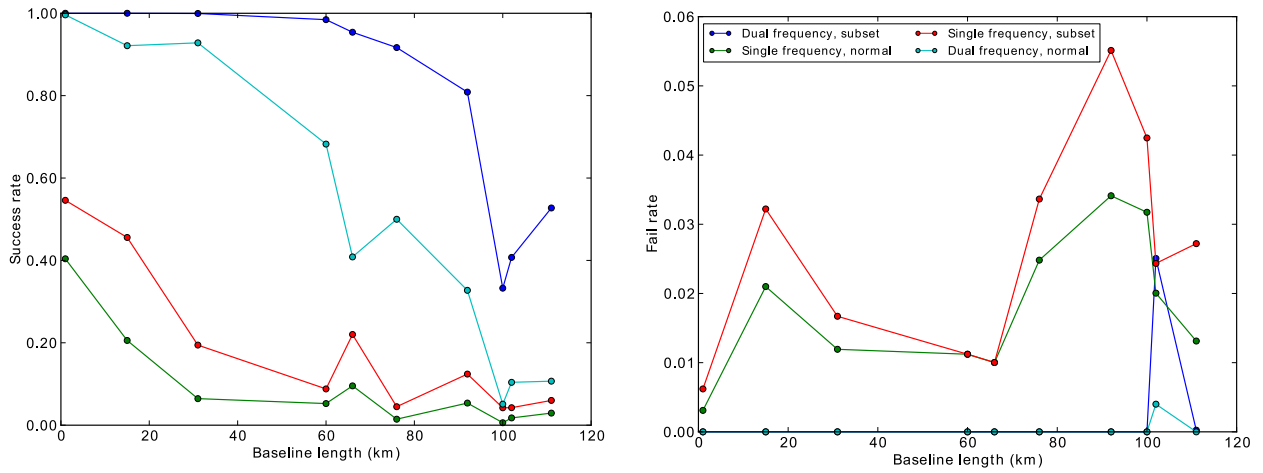 1.00
0.80
0.60
0.40
0.20
0.00
Success rate
0 20 40 60 80 100 120
Baseline length (km)
0.06
0.05
0.04
0.03
0.02
0.01
0.00
Fail rate
Dual frequency, subset Single frequency, subset
Single frequency, normal Dual frequency, normal
0 20 40 60 80 100 120
Baseline length (km)